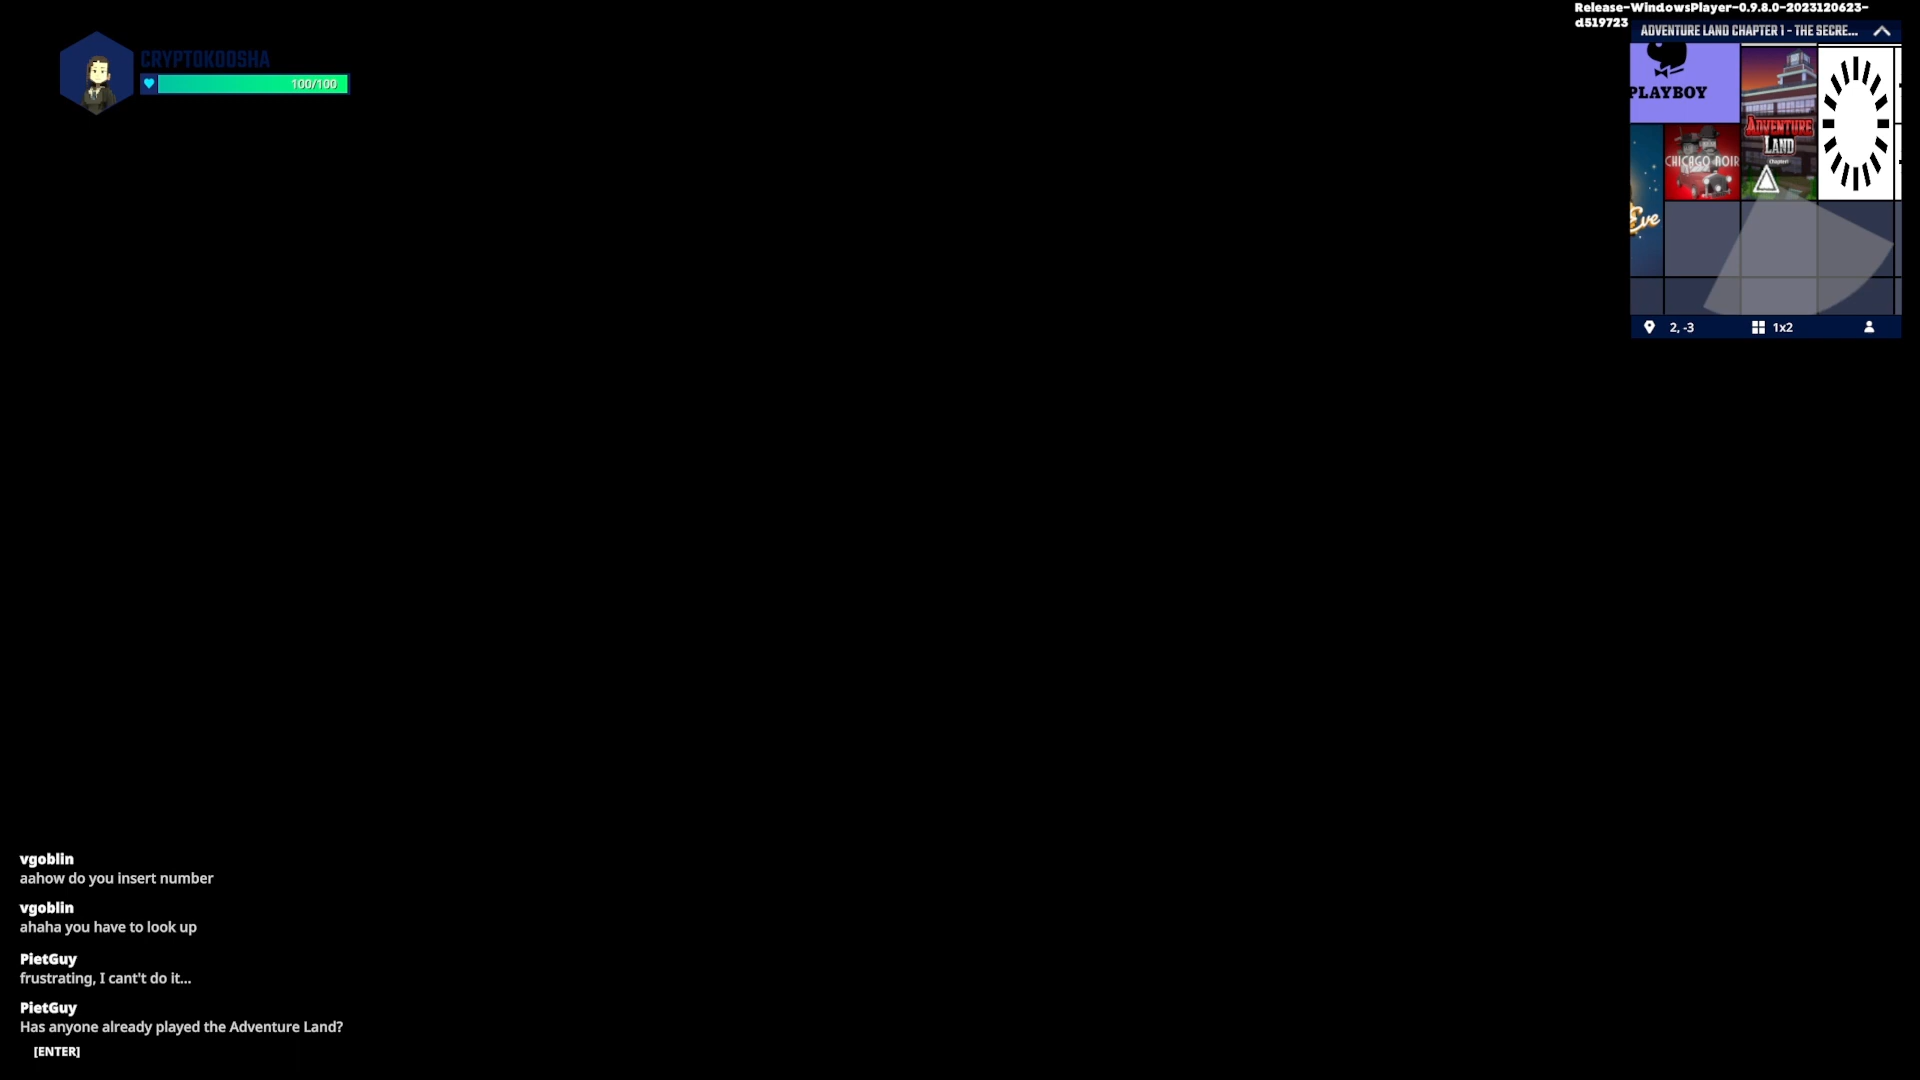 Release-WindowsPlayer-0.9.8.0-2023120623-
d519723
ADVENTURE LAND CHAPTER 1 - THE SECRE...
CRYPTOKOOSHA
100/100
PLAYBOY
ADVENTURE
LAND
CHICAGO NOIR
Eve
2, -3
1x2
vgoblin
aahow do you insert number
vgoblin
ahaha you have to look up
PietGuy
frustrating, I cant't do it...
PietGuy
Has anyone already played the Adventure Land?
[ENTER]